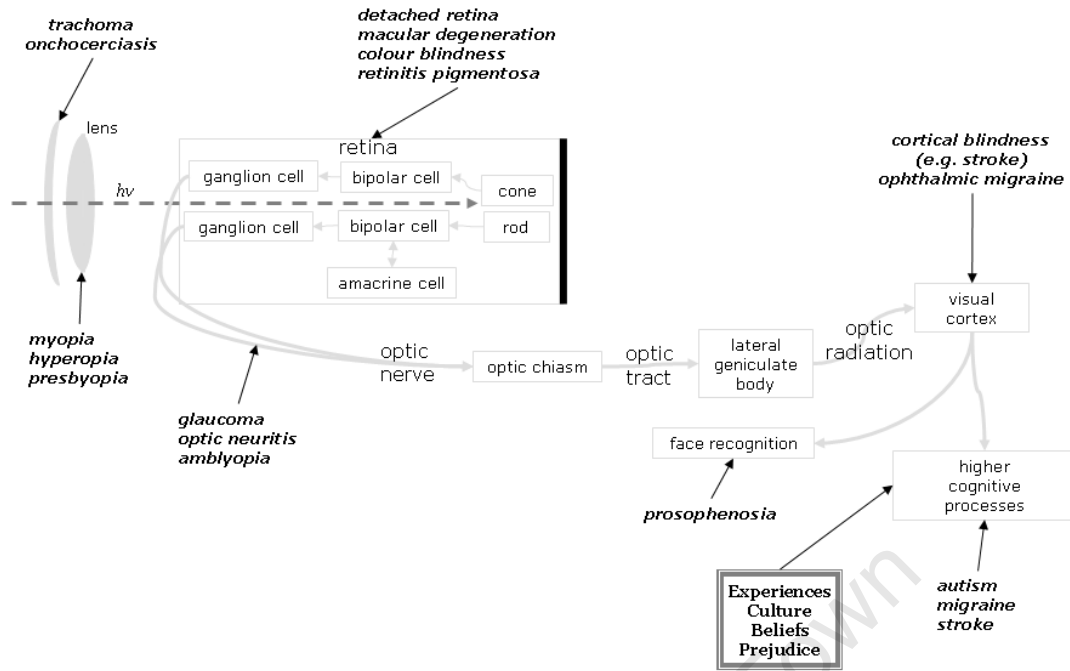 trachoma
onchocerciasis
detached retina
macular degeneration
colour blindness
retinitis pigmentosa
lens
hv
retina
ganglion cell
bipolar cell
cone
ganglion cell
bipolar cell
rod
amacrine cell
cortical blindness
(e.g. stroke)
ophthalmic migraine
myopia
hyperopia
presbyopia
glaucoma
optic neuritis
amblyopia
optic
nerve
optic chiasm
optic
tract
lateral
geniculate
body
optic
radiation
visual
cortex
face recognition
prosophenosia
higher
cognitive
processes
Experiences
Culture
Beliefs
Prejudice
autism
migraine
stroke